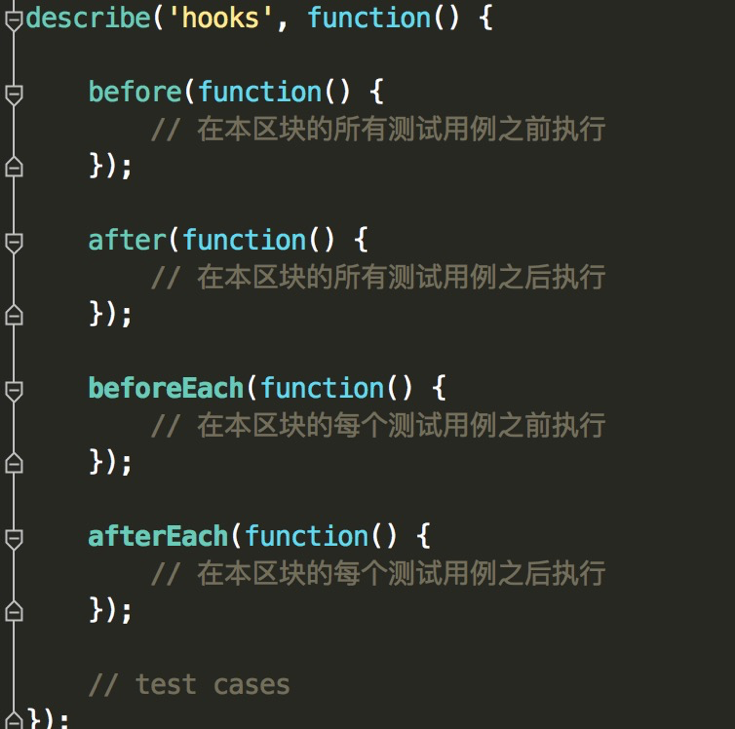 describe('hooks', function() {
before(function() {
// 在本区块的所有测试用例之前执行
});
after(function() {
// 在本区块的所有测试用例之后执行
});
beforeEach(function() {
// 在本区块的每个测试用例之前执行
});
afterEach(function() {
// 在本区块的每个测试用例之后执行
});
// test cases
});